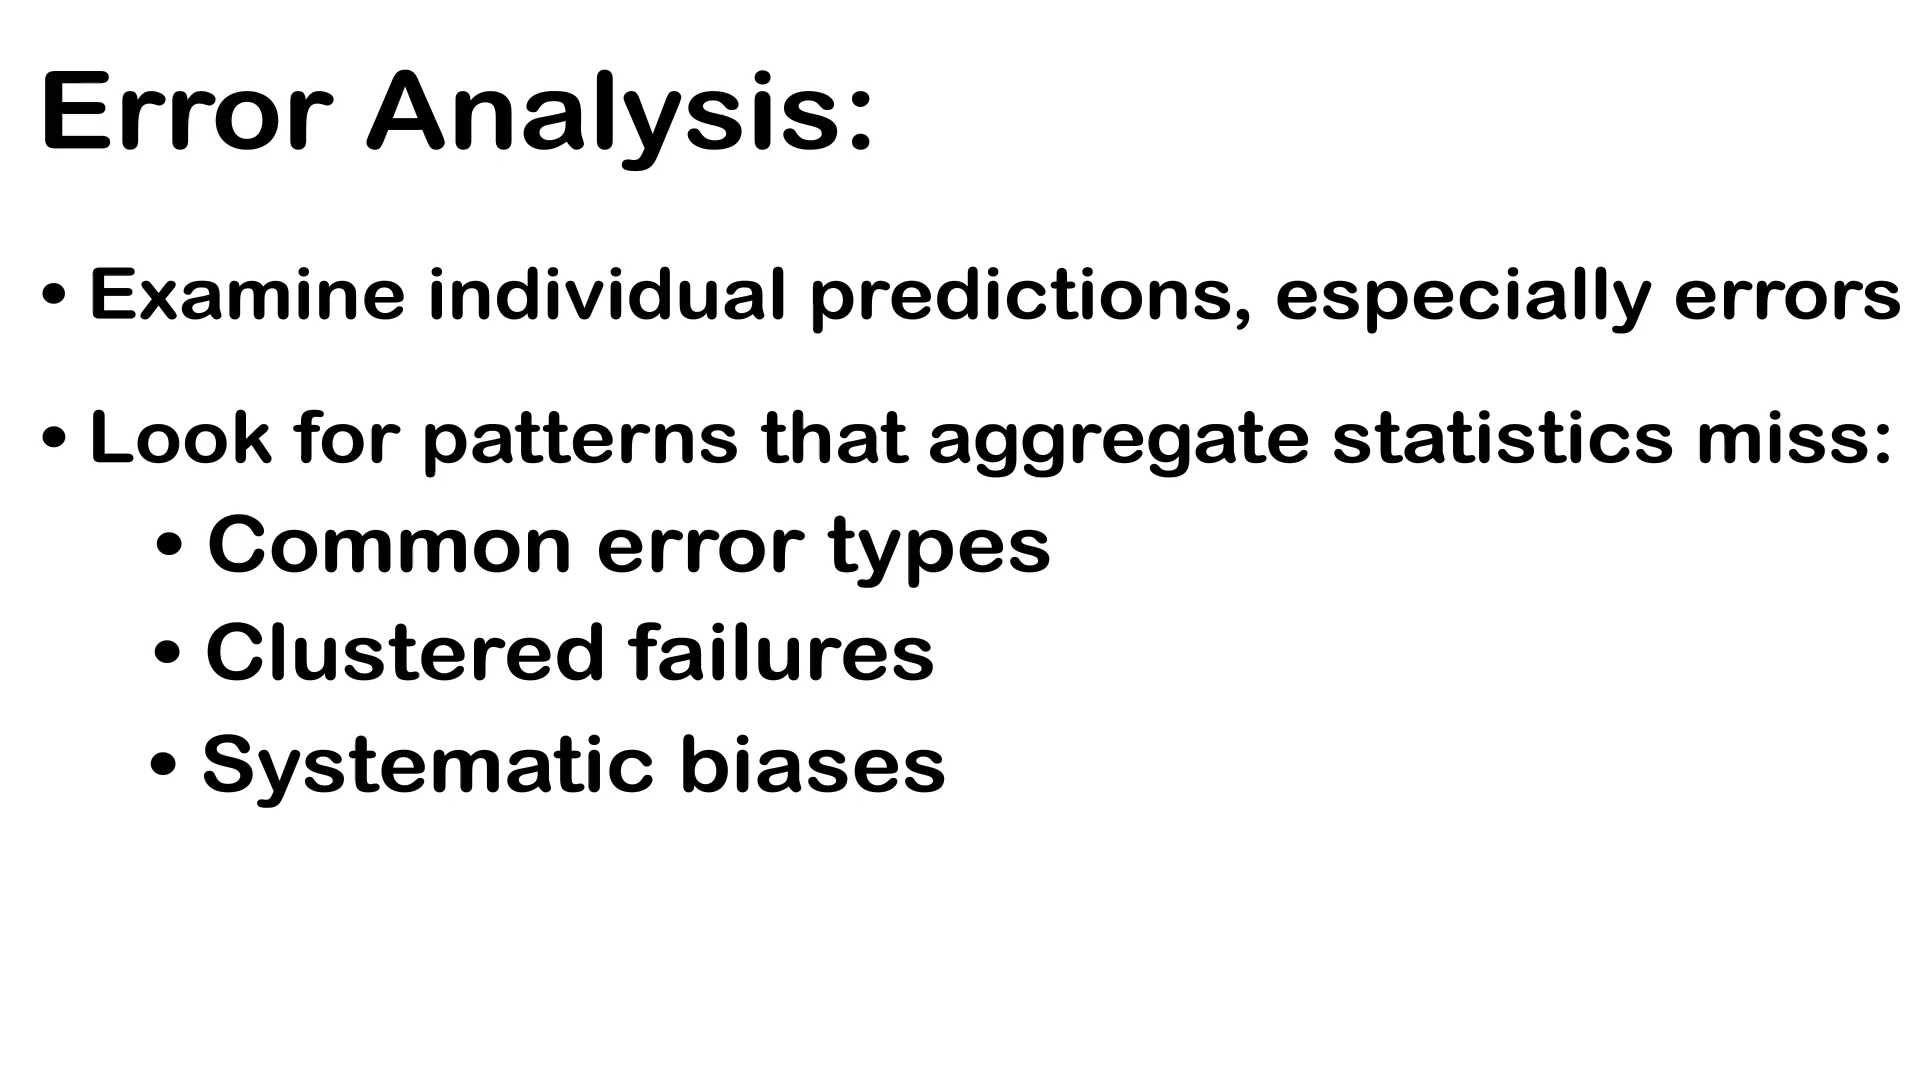 Error Analysis:
• Examine individual predictions, especially errors
• Look for patterns that aggregate statistics miss:
• Common error types
• Clustered failures
• Systematic biases